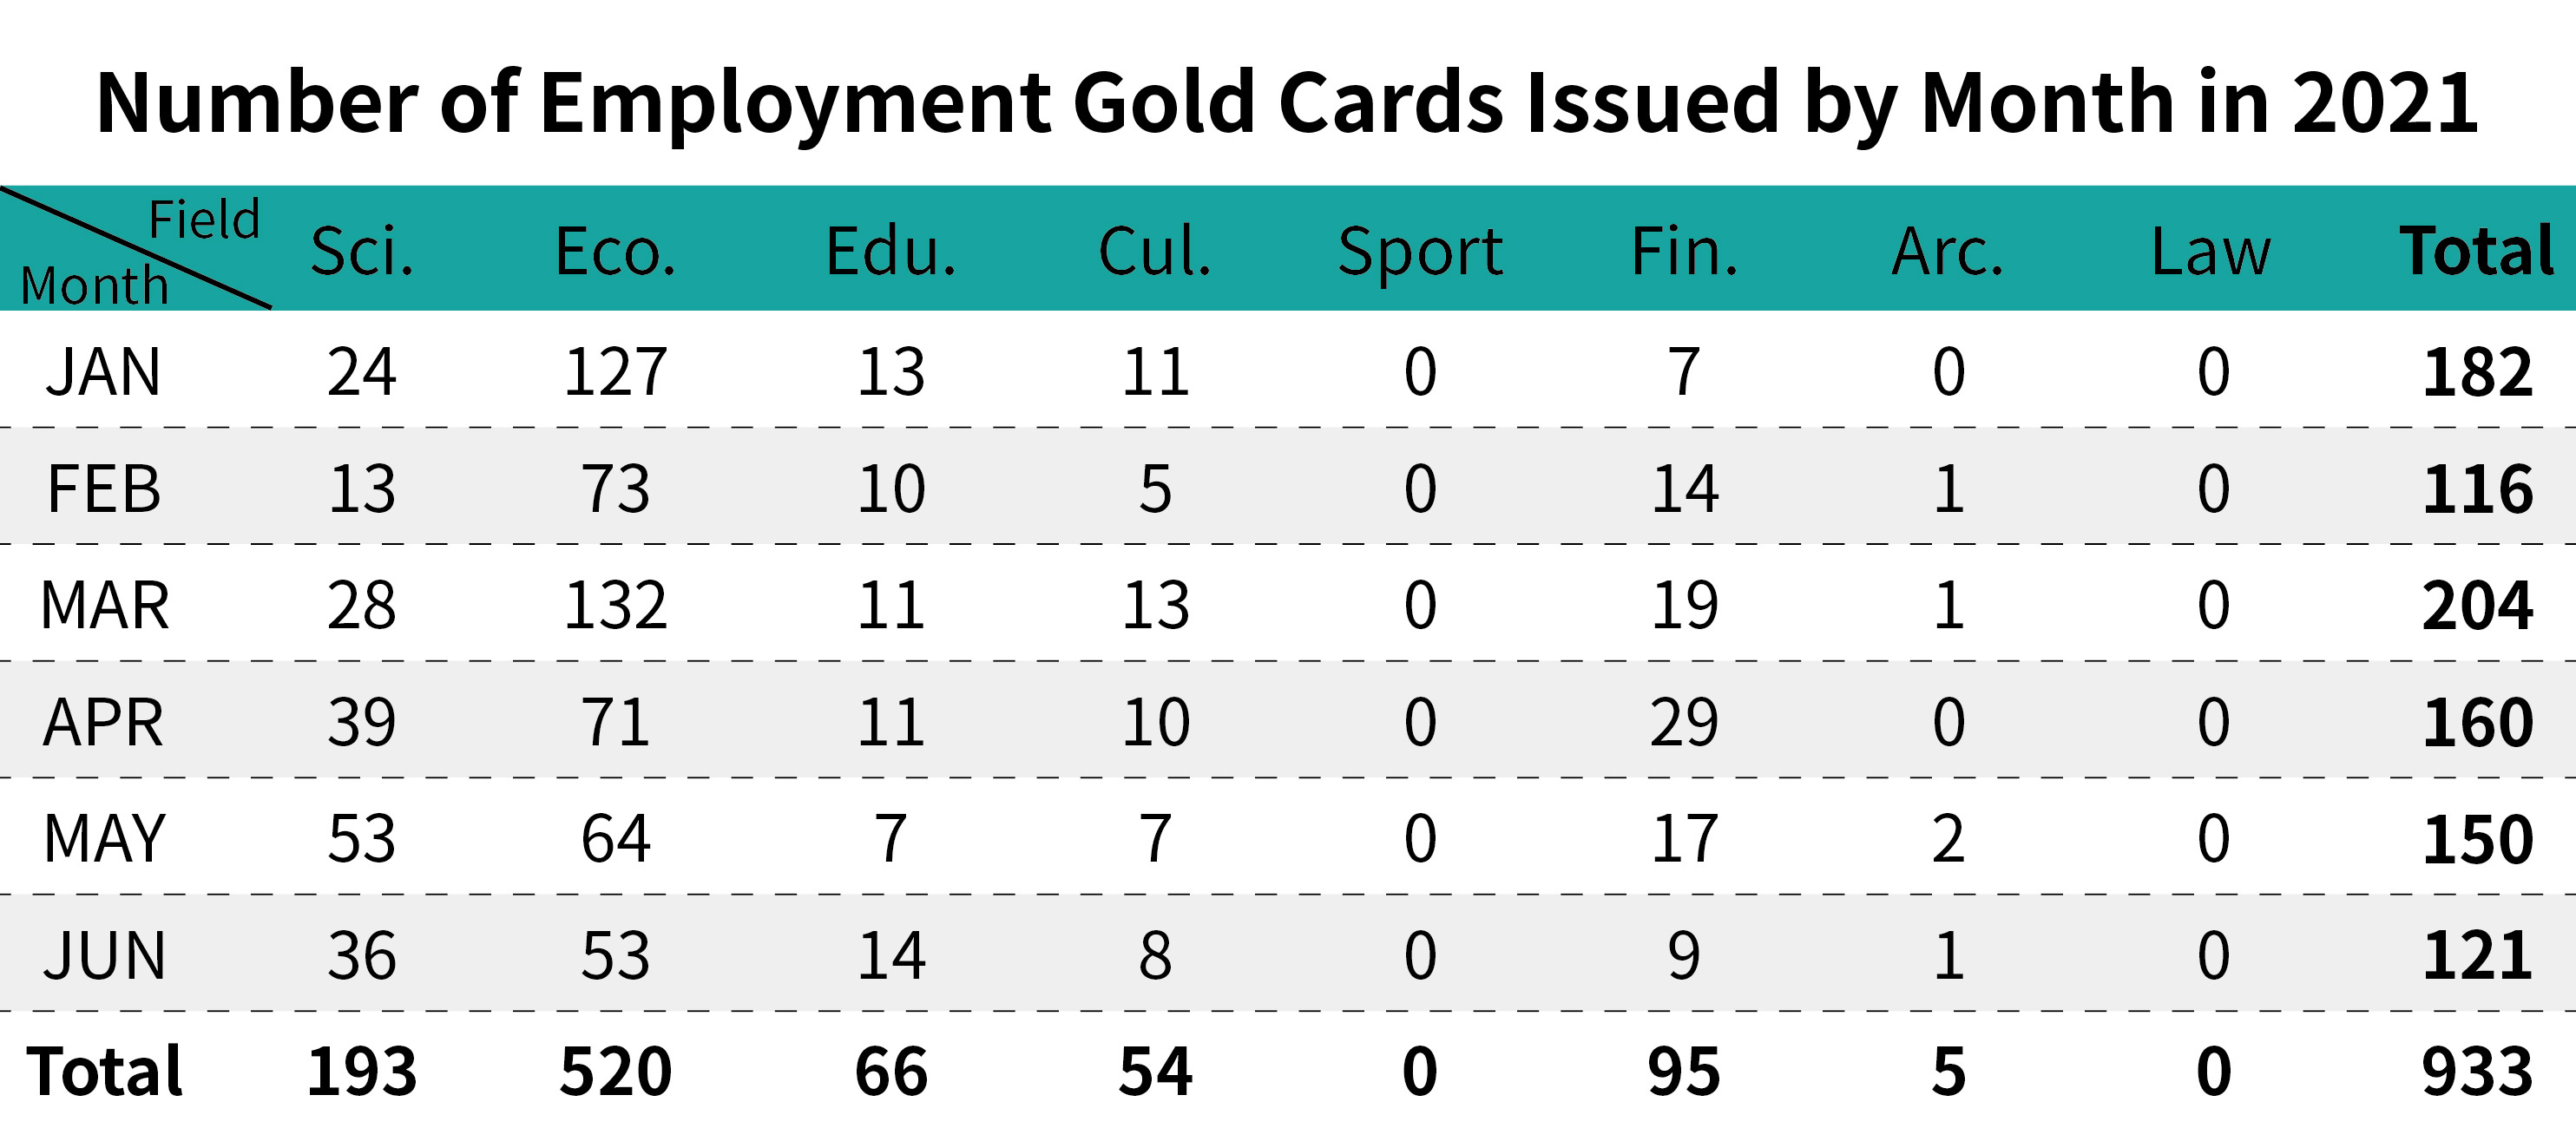 Number of Employment Gold Cards Issued by Month in 2021
Field
Month Sci. Eco. Edu. Cul. Sport Fin. Arc. Law Total
JAN 24 127 13 11 0 7 0 0 182
FEB 13 73 10 5 0 14 1 0 116
MAR 28 132 11 13 0 19 1 0 204
APR 39 71 11 10 0 29 0 0 160
MAY 53 64 7 7 0 17 2 0 150
JUN 36 53 14 8 0 9 1 0 121
Total 193 520 66 54 0 95 5 0 933